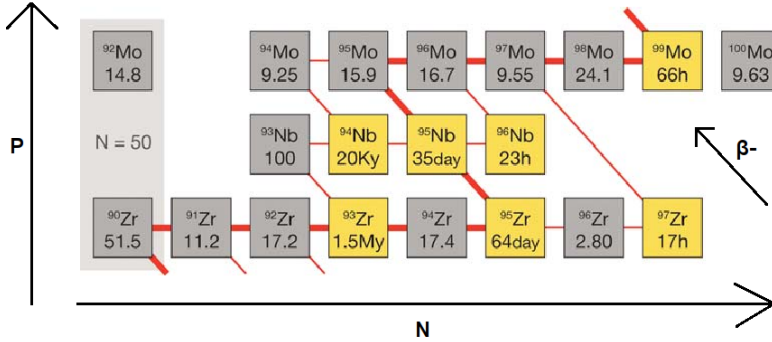 ⁹²Mo
14.8
⁹⁴Mo
9.25
⁹⁵Mo
15.9
⁹⁶Mo
16.7
⁹⁷Mo
9.55
⁹⁸Mo
24.1
⁹⁹Mo
66h
¹⁰⁰Mo
9.63
P
N = 50
⁹³Nb
100
⁹⁴Nb
20Ky
⁹⁵Nb
35day
⁹⁶Nb
23h
β-
⁹⁰Zr
51.5
⁹¹Zr
11.2
⁹²Zr
17.2
⁹³Zr
1.5My
⁹⁴Zr
17.4
⁹⁵Zr
64day
⁹⁶Zr
2.80
⁹⁷Zr
17h
N